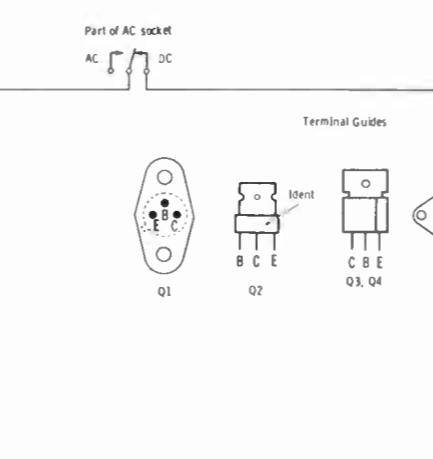 Part of AC socket
AC DC
Terminal Guides
Ident
B
E C
B C E
C B E
Q1
Q2
Q3, Q4